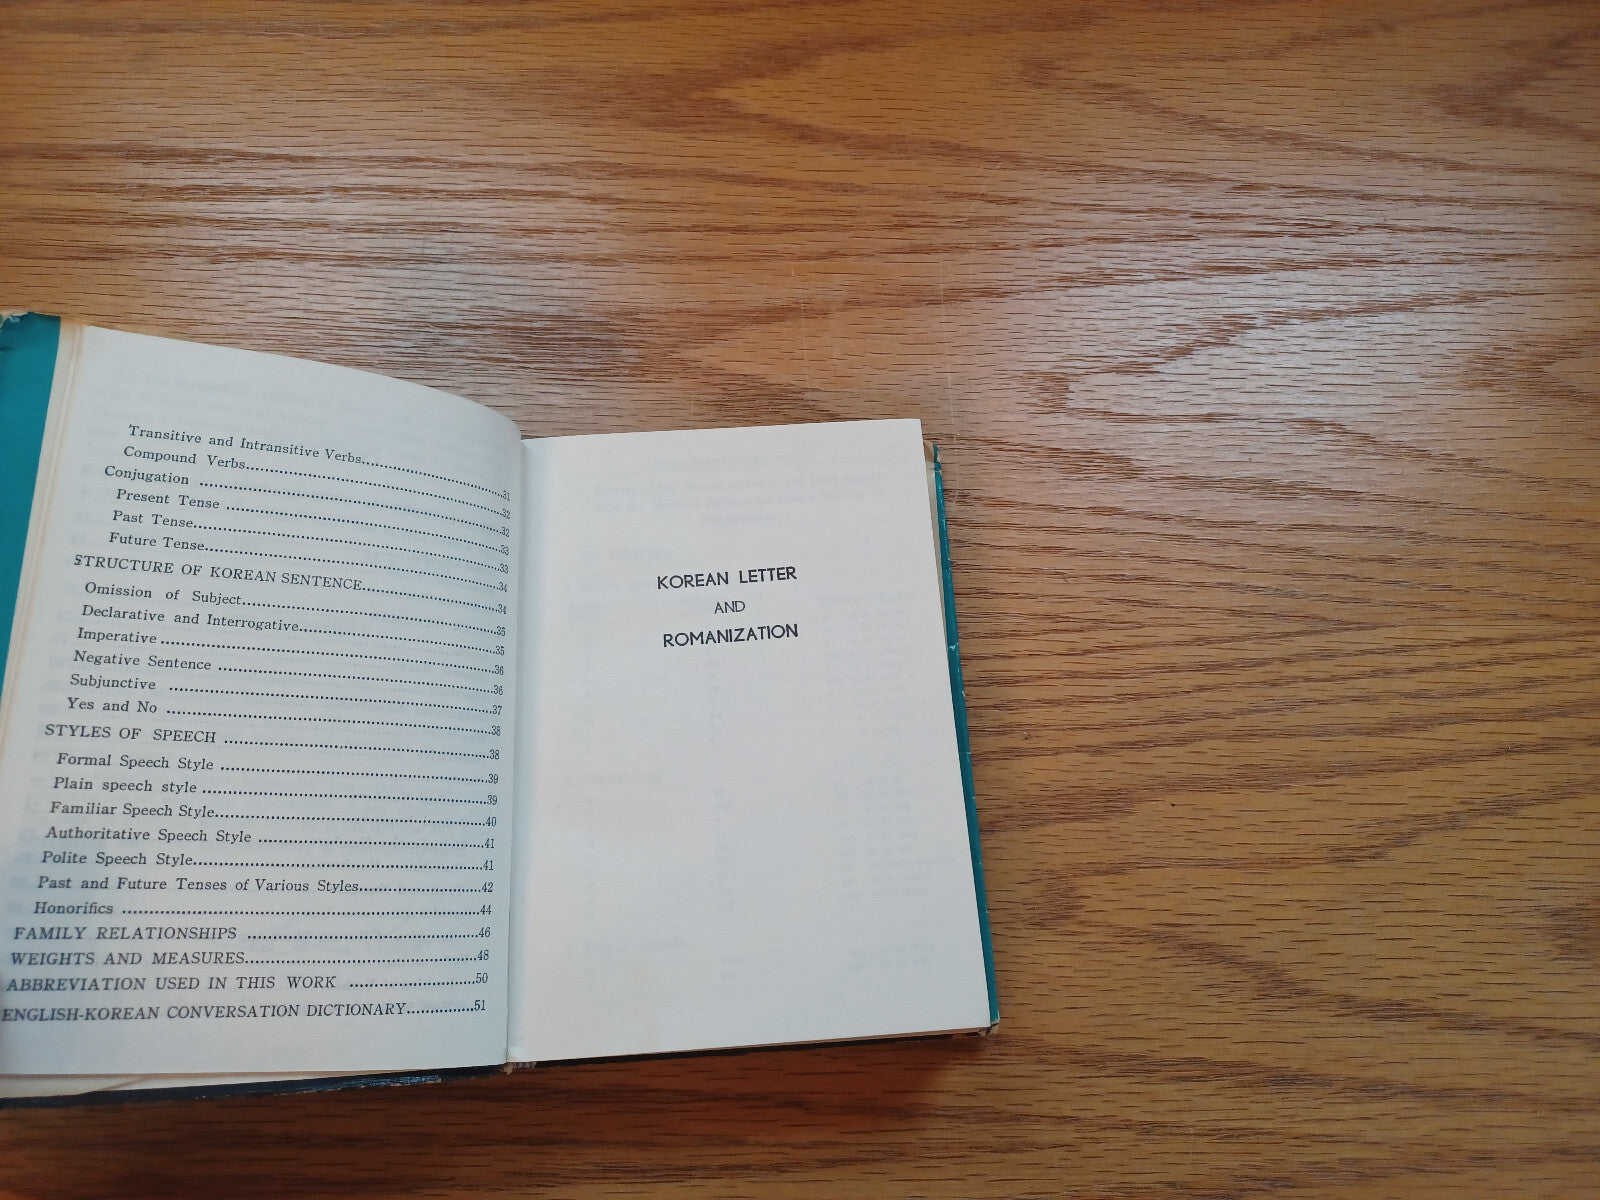 Transitive and Intransitive Verbs..................31
Compound Verbs..................32
Conjugation ..................32
Present Tense ..................33
Past Tense..................33
Future Tense..................34
STRUCTURE OF KOREAN SENTENCE..................34
Omission of Subject..................35
Declarative and Interrogative..................35
Imperative ..................36
Negative Sentence ..................36
Subjunctive ..................37
Yes and No ..................38
STYLES OF SPEECH ..................38
Formal Speech Style ..................39
Plain speech style ..................39
Familiar Speech Style..................40
Authoritative Speech Style ..................41
Polite Speech Style..................41
Past and Future Tenses of Various Styles..................42
Honorifics ..................44
FAMILY RELATIONSHIPS ..................46
WEIGHTS AND MEASURES..................48
ABBREVIATION USED IN THIS WORK ..................50
ENGLISH-KOREAN CONVERSATION DICTIONARY...............51
KOREAN LETTER
AND
ROMANIZATION